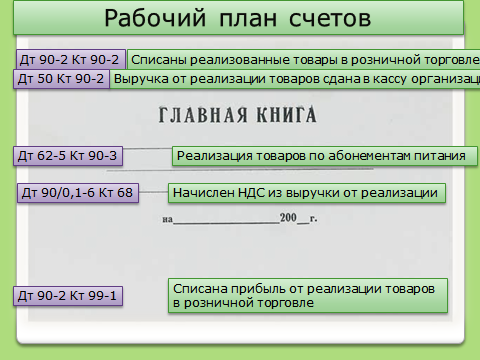 Рабочий план счетов
Дт 90-2 Кт 90-2 Списаны реализованные товары в розничной торговле
Дт 50 Кт 90-2 Выручка от реализации товаров сдана в кассу организаци
ГЛАВНАЯ КНИГА
Дт 62-5 Кт 90-3 Реализация товаров по абонементам питания
Дт 90/0,1-6 Кт 68 Начислен НДС из выручки от реализации
на 200 г.
Дт 90-2 Кт 99-1 Списана прибыль от реализации товаров
в розничной торговле